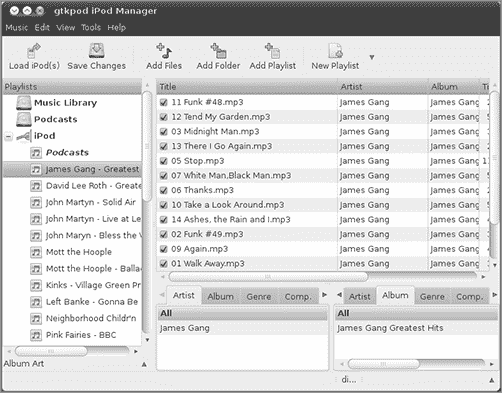 gtkpod iPod Manager
Music Edit View Tools Help
Load iPod(s) Save Changes Add Files Add Folder Add Playlist New Playlist
Playlists
Music Library
Podcasts
iPod
Podcasts
James Gang - Greatest
David Lee Roth - Greate
John Martyn - Solid Air
John Martyn - Live at Le
John Martyn - Bless the
Mott the Hoople
Mott the Hoople - Ballad
Kinks - Village Green Pr
Left Banke - Gonna Be
Neighborhood Childr'n
Pink Fairies - BBC
Album Art
Title Artist Album
11 Funk #48.mp3 James Gang James Gang
12 Tend My Garden.mp3 James Gang James Gang
03 Midnight Man.mp3 James Gang James Gang
13 There I Go Again.mp3 James Gang James Gang
05 Stop.mp3 James Gang James Gang
07 White Man,Black Man.mp3 James Gang James Gang
06 Thanks.mp3 James Gang James Gang
10 Take a Look Around.mp3 James Gang James Gang
14 Ashes, the Rain and I.mp3 James Gang James Gang
02 Funk #49.mp3 James Gang James Gang
09 Again.mp3 James Gang James Gang
01 Walk Away.mp3 James Gang James Gang
Artist Album Genre Comp.
All
James Gang
Artist Album Genre Comp.
All
James Gang Greatest Hits
di...